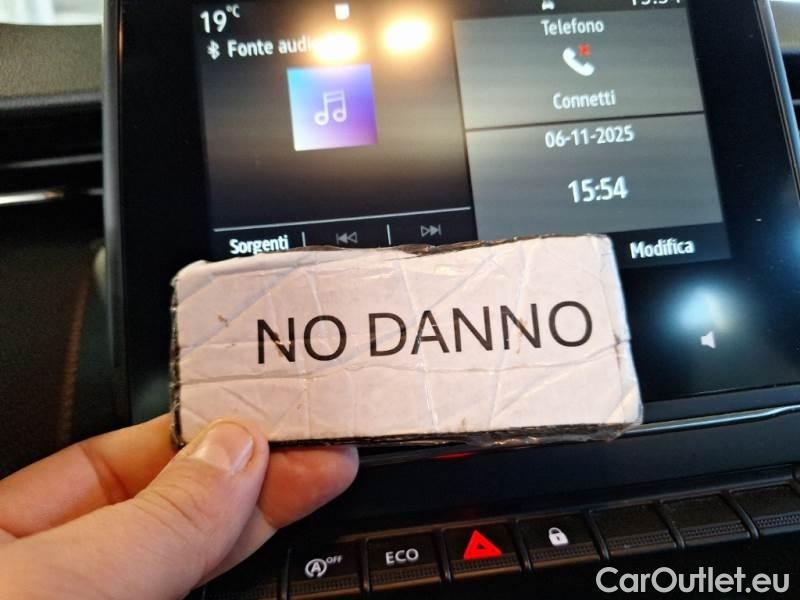 19°C
Fonte audio
Telefono
Connetti
06-11-2025
15:54
Sorgenti
Modifica
NO DANNO
A OFF
ECO
CarOutlet.eu